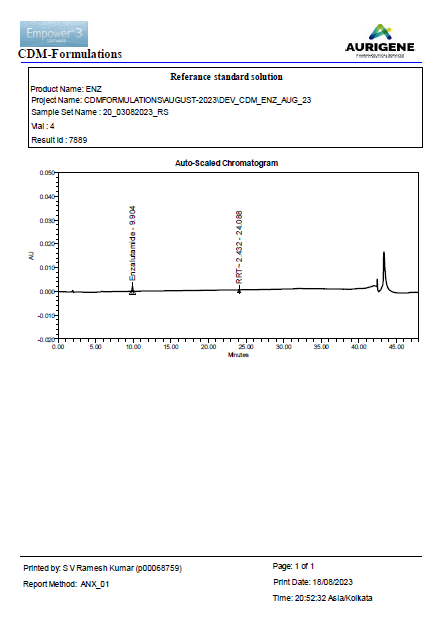 Empower®3
SOFTWARE
AURIGENE
PHARMACEUTICAL SERVICES
CDM-Formulations
Referance standard solution
Product Name: ENZ
Project Name: CDMFORMULATIONS\AUGUST-2023\DEV_CDM_ENZ_AUG_23
Sample Set Name : 20_03082023_RS
Vial : 4
Result Id : 7889
Auto-Scaled Chromatogram
0.050
0.040
0.030
0.020
0.010
0.000
-0.010
-0.020
AU
Enzalutamide - 9.904
RRT~ 2.432 - 24.088
0.00 5.00 10.00 15.00 20.00 25.00 30.00 35.00 40.00 45.00
Minutes
Printed by: S V Ramesh Kumar (p00068759)
Page: 1 of 1
Report Method: ANX_01
Print Date: 18/08/2023
Time: 20:52:32 Asia/Kolkata